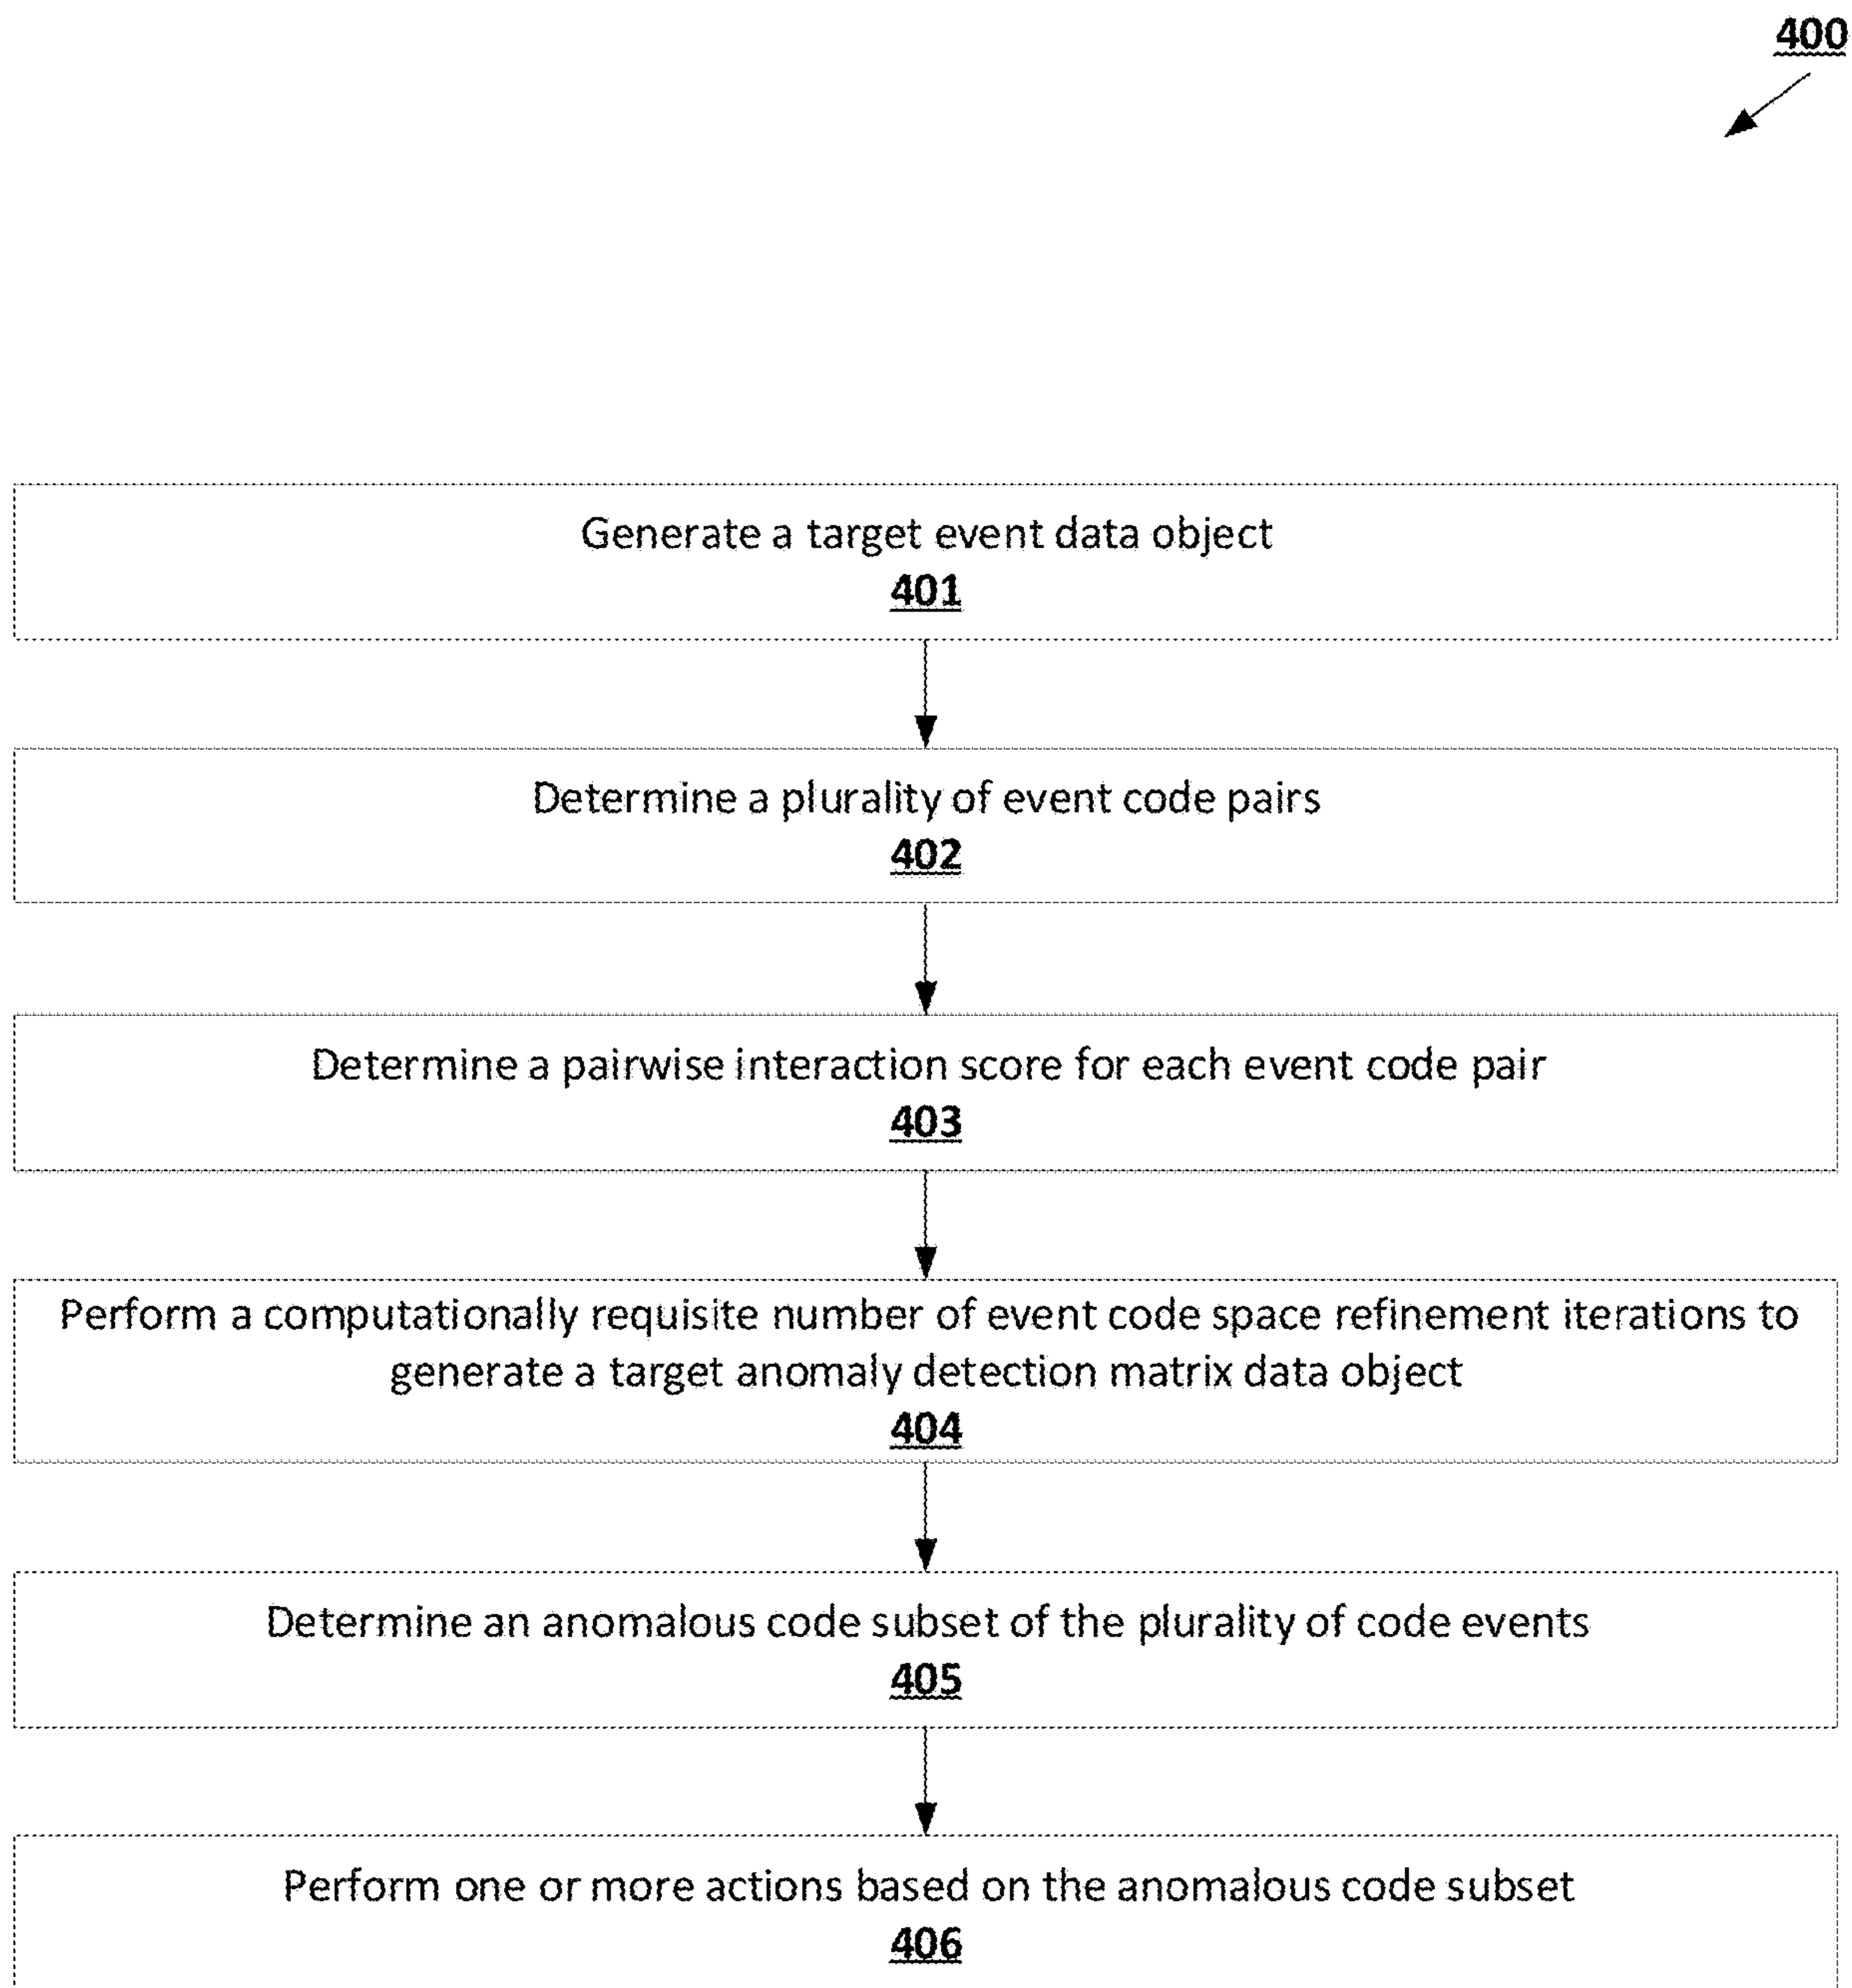 400
Generate a target event data object
401
Determine a plurality of event code pairs
402
Determine a pairwise interaction score for each event code pair
403
Perform a computationally requisite number of event code space refinement iterations to
generate a target anomaly detection matrix data object
404
Determine an anomalous code subset of the plurality of code events
405
Perform one or more actions based on the anomalous code subset
406